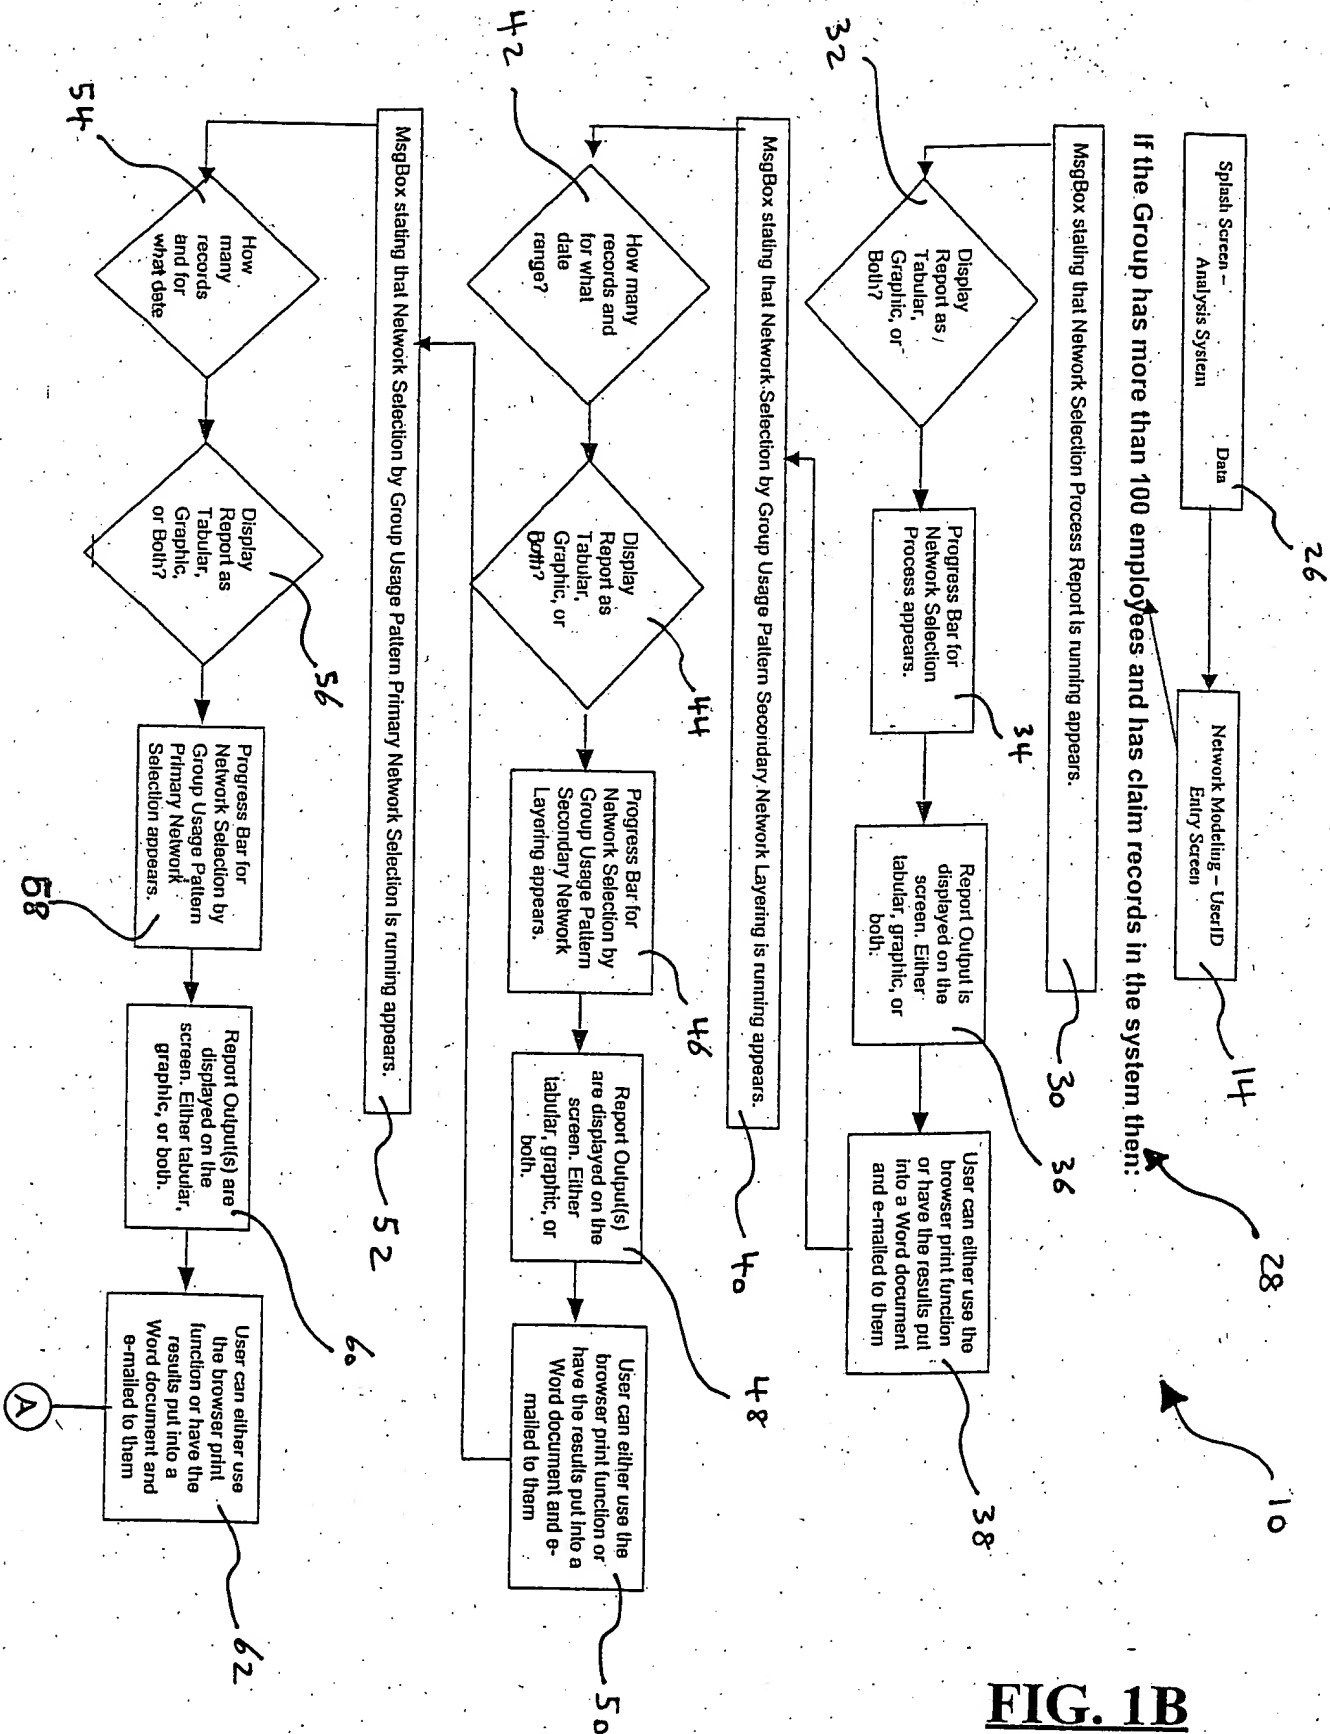 Splash Screen –
Analysis System
Data
26
Network Modeling – UserID
Entry Screen
14
10
If the Group has more than 100 employees and has claim records in the system then:
28
MsgBox stating that Network Selection Process Report is running appears.
30
32
Display
Report as
Tabular,
Graphic, or
Both?
Progress Bar for
Network Selection
Process appears.
34
Report Output is
displayed on the
screen. Either
tabular, graphic, or
both.
36
User can either use the
browser print function
or have the results put
into a Word document
and e-mailed to them
38
MsgBox stating that Network Selection by Group Usage Pattern Secondary Network Layering is running appears.
40
42
How many
records and
for what
date
range?
Display
Report as
Tabular,
Graphic, or
Both?
44
Progress Bar for
Network Selection by
Group Usage Pattern
Secondary Network
Layering appears.
46
Report Output(s)
are displayed on the
screen. Either
tabular, graphic, or
both.
48
User can either use the
browser print function or
have the results put into a
Word document and e-
mailed to them
50
MsgBox stating that Network Selection by Group Usage Pattern Primary Network Selection is running appears.
52
54
How
many
records
and for
what date
Display
Report as
Tabular,
Graphic,
or Both?
56
Progress Bar for
Network Selection by
Group Usage Pattern
Primary Network
Selection appears.
58
Report Output(s) are
displayed on the
screen. Either tabular,
graphic, or both.
60
User can either use
the browser print
function or have the
results put into a
Word document and
e-mailed to them
62
A
FIG. 1B